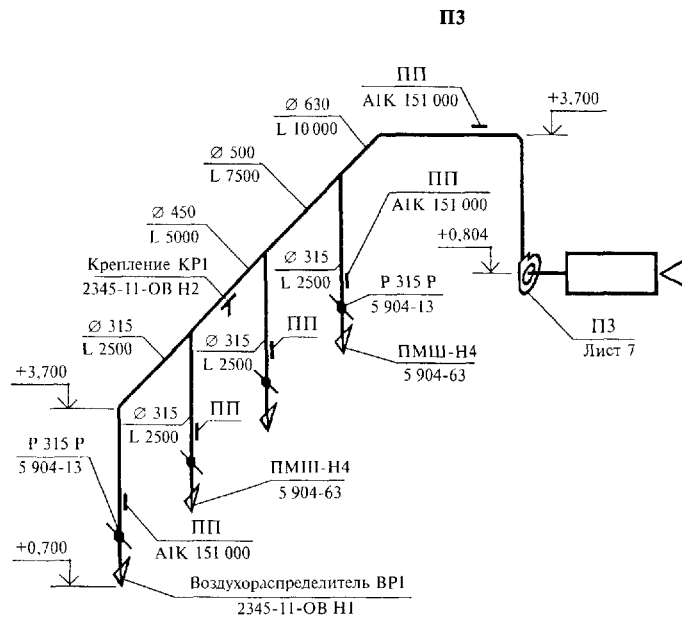 П3
ПП
А1К 151 000
+3,700
∅ 630
L 10 000
∅ 500
L 7500
ПП
А1К 151 000
∅ 450
L 5000
+0,804
Крепление КР1
2345-11-ОВ Н2
∅ 315
L 2500
Р 315 Р
5 904-13
П3
Лист 7
∅ 315
L 2500
∅ 315
L 2500
ПП
ПМШ-Н4
5 904-63
+3,700
∅ 315
L 2500
ПП
Р 315 Р
5 904-13
ПМШ-Н4
5 904-63
ПП
А1К 151 000
+0,700
Воздухораспределитель ВР1
2345-11-ОВ Н1